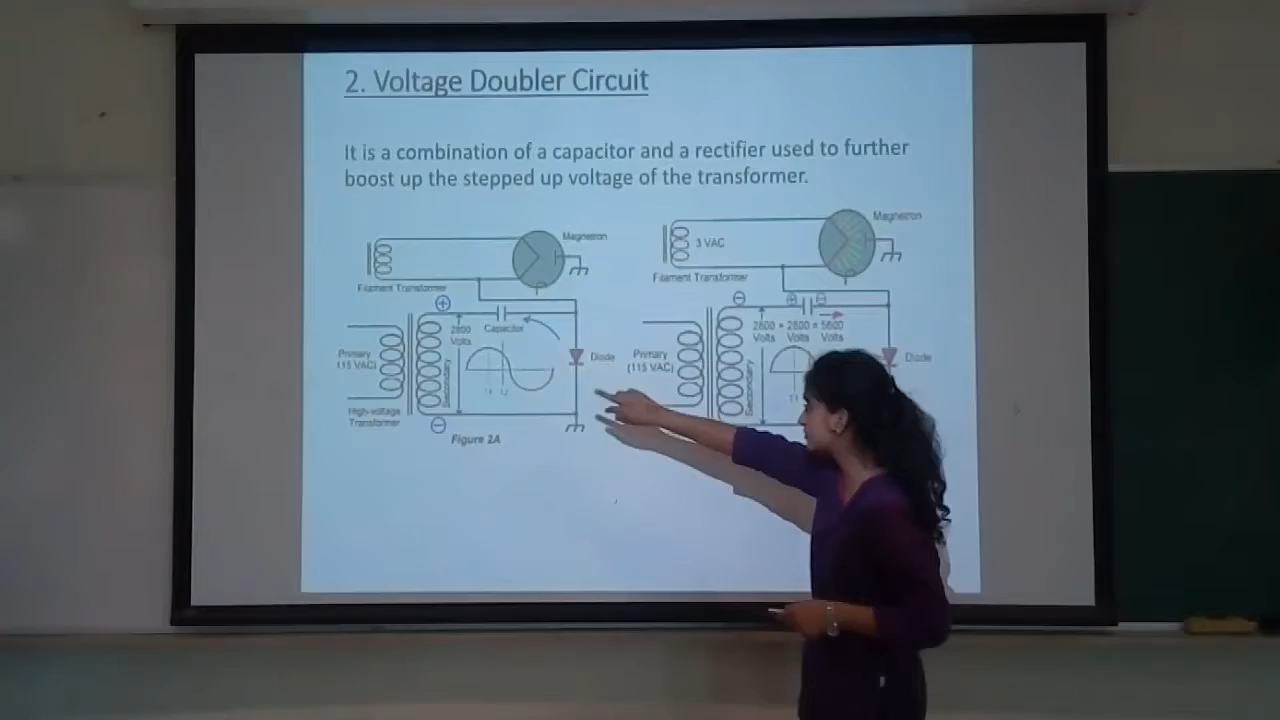 2. Voltage Doubler Circuit
It is a combination of a capacitor and a rectifier used to further
boost up the stepped up voltage of the transformer.
Magnetron
Filament Transformer
2800
Volts
Capacitor
Primary
(115 VAC)
Secondary
Diode
High-voltage
Transformer
Figure 2A
Magnetron
3 VAC
Filament Transformer
2800 + 2800 = 5600
Volts Volts Volts
Primary
(115 VAC)
Secondary
Diode